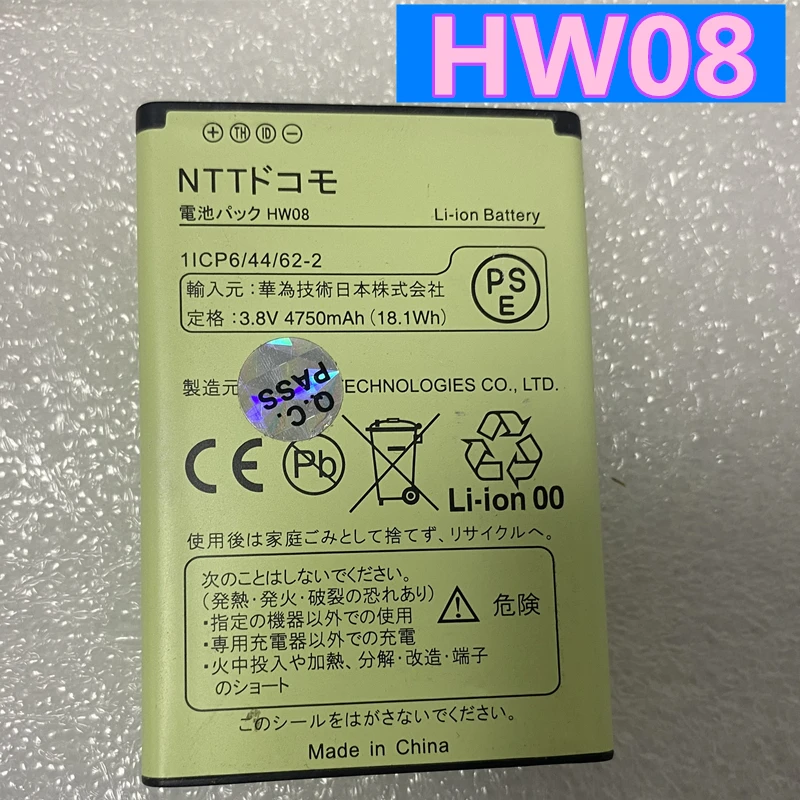 HW08
+ TH ID −
NTTドコモ
電池パック HW08 Li-ion Battery
1ICP6/44/62-2
輸入元:華為技術日本株式会社
定格:3.8V 4750mAh(18.1Wh)
PS
E
製造元 TECHNOLOGIES CO., LTD.
Q.C.
PASS
CE Pb
Li-ion 00
使用後は家庭ごみとして捨てず、リサイクルへ。
次のことはしないでください。
(発熱・発火・破裂の恐れあり)
・指定の機器以外での使用
・専用充電器以外での充電
・火中投入や加熱、分解・改造・端子
のショート
危険
このシールをはがさないでください。
Made in China